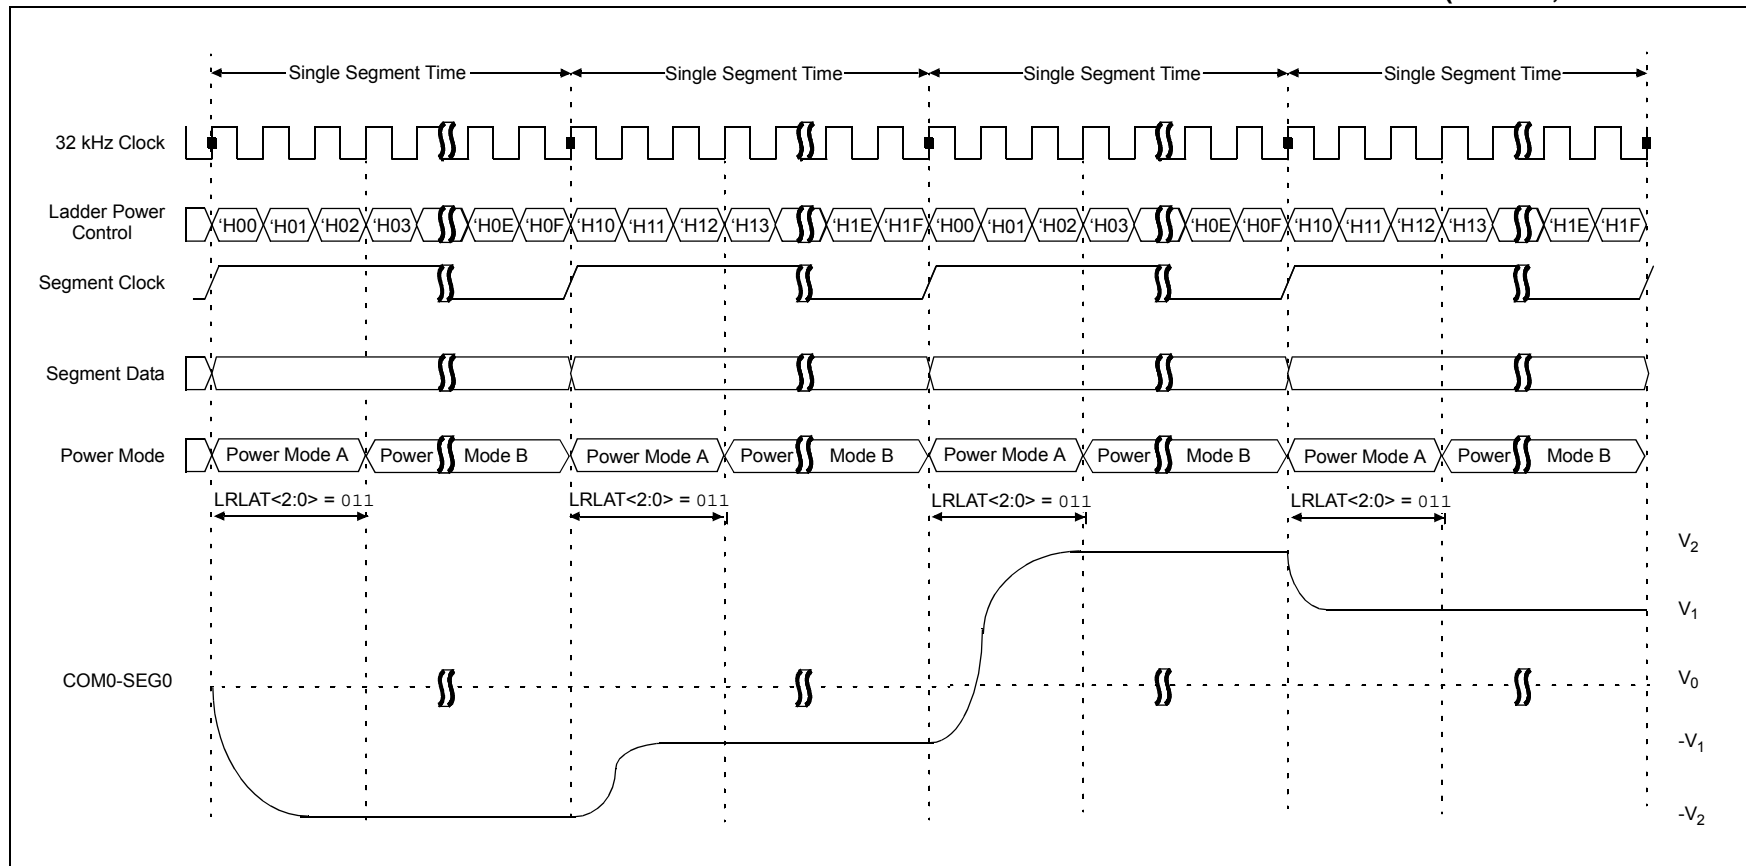 Single Segment Time Single Segment Time Single Segment Time Single Segment Time
32 kHz Clock
Ladder Power
Control
‘H00 ‘H01 ‘H02 ‘H03 ‘H0E ‘H0F ‘H10 ‘H11 ‘H12 ‘H13 ‘H1E ‘H1F ‘H00 ‘H01 ‘H02 ‘H03 ‘H0E ‘H0F ‘H10 ‘H11 ‘H12 ‘H13 ‘H1E ‘H1F
Segment Clock
Segment Data
Power Mode Power Mode A Power Mode B Power Mode A Power Mode B Power Mode A Power Mode B Power Mode A Power Mode B
LRLAT<2:0> = 011 LRLAT<2:0> = 011 LRLAT<2:0> = 011 LRLAT<2:0> = 011
V2
V1
COM0-SEG0 V0
-V1
-V2